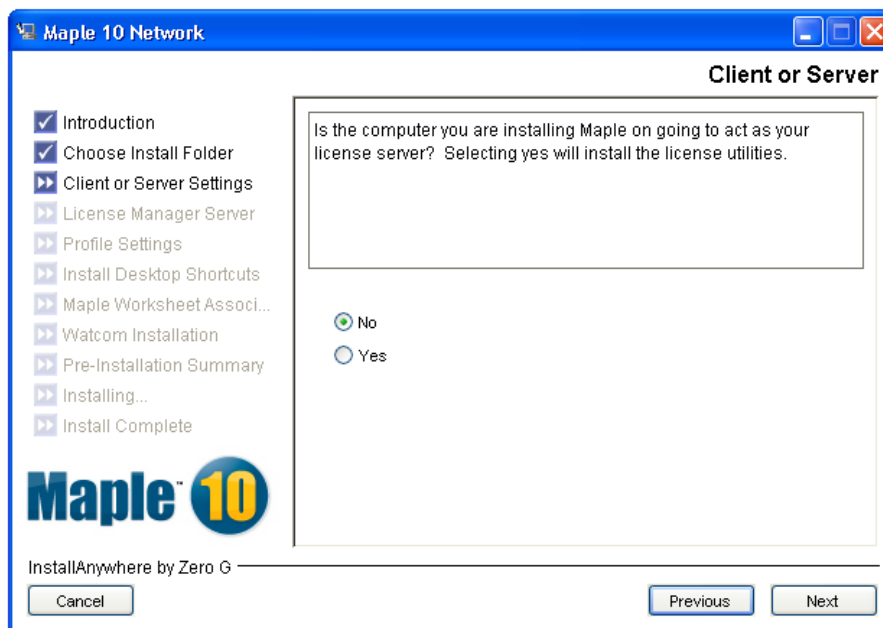 Maple 10 Network
Client or Server
Introduction
Choose Install Folder
Client or Server Settings
License Manager Server
Profile Settings
Install Desktop Shortcuts
Maple Worksheet Associ...
Watcom Installation
Pre-Installation Summary
Installing...
Install Complete
Is the computer you are installing Maple on going to act as your
license server? Selecting yes will install the license utilities.
No
Yes
Maple™ 10
InstallAnywhere by Zero G
Cancel
Previous
Next